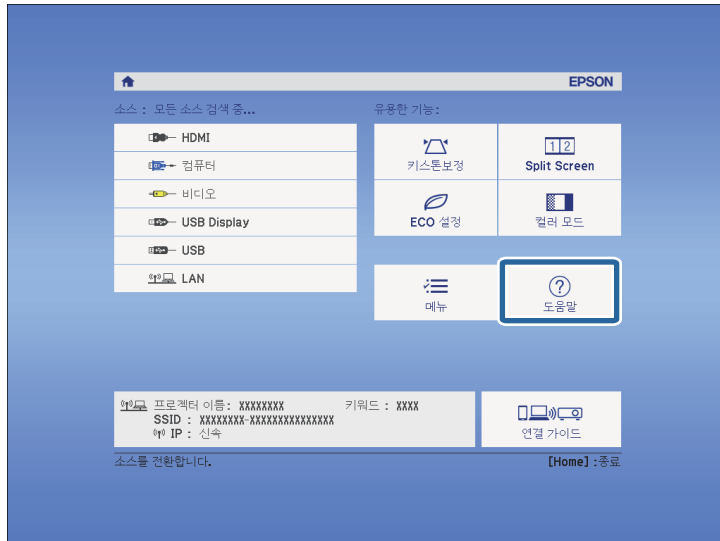 EPSON
소스 : 모든 소스 검색 중...
HDMI
컴퓨터
비디오
USB Display
USB
LAN
유용한 기능:
키스톤보정
1 2
Split Screen
ECO 설정
컬러 모드
메뉴
?
도움말
프로젝터 이름: XXXXXXXX 키워드 : XXXX
SSID : XXXXXXXX-XXXXXXXXXXXXXXX
IP : 신속
연결 가이드
소스를 전환합니다. [Home] :종료